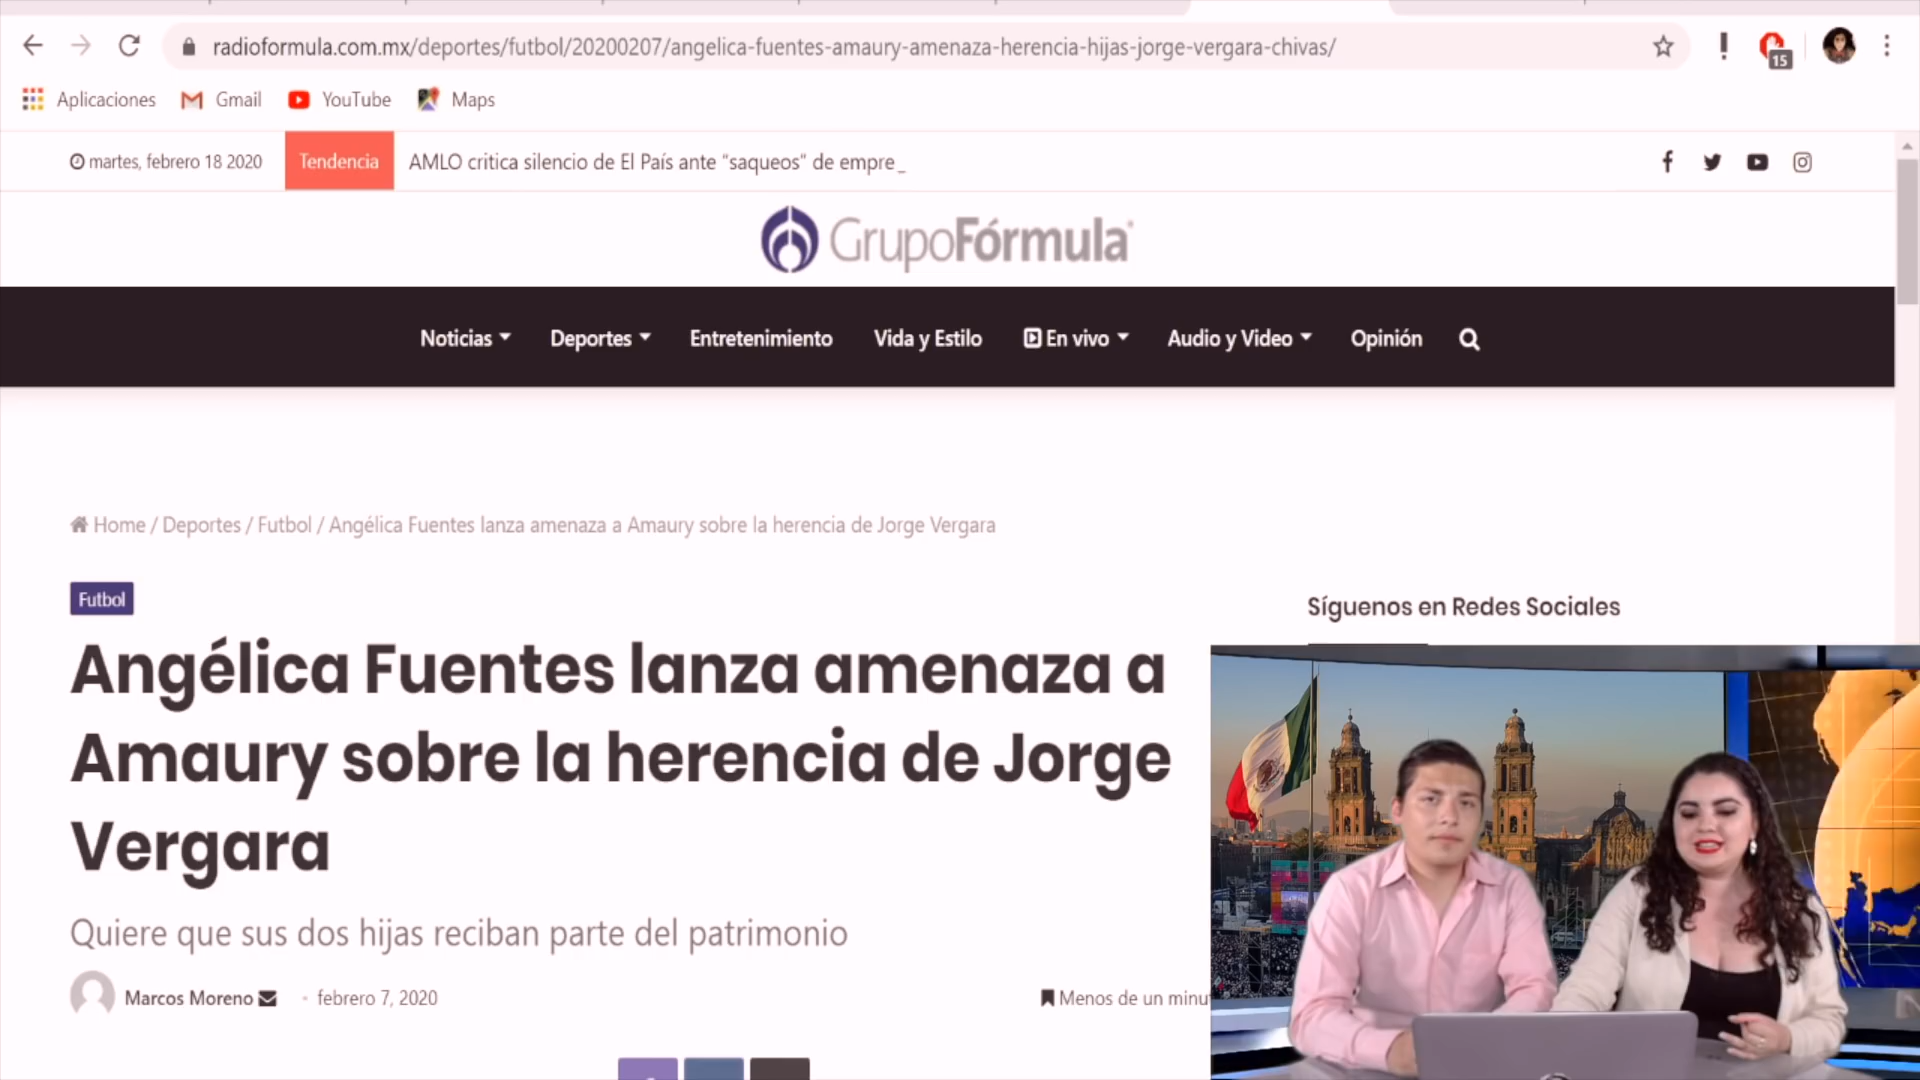 radioformula.com.mx/deportes/futbol/20200207/angelica-fuentes-amaury-amenaza-herencia-hijas-jorge-vergara-chivas/
15
Aplicaciones
Gmail
YouTube
Maps
martes, febrero 18 2020
Tendencia
AMLO critica silencio de El País ante "saqueos" de empre_
GrupoFórmula
Noticias
Deportes
Entretenimiento
Vida y Estilo
En vivo
Audio y Video
Opinión
Home / Deportes / Futbol / Angélica Fuentes lanza amenaza a Amaury sobre la herencia de Jorge Vergara
Futbol
Síguenos en Redes Sociales
Angélica Fuentes lanza amenaza a
Amaury sobre la herencia de Jorge
Vergara
Quiere que sus dos hijas reciban parte del patrimonio
Marcos Moreno
febrero 7, 2020
Menos de un minu